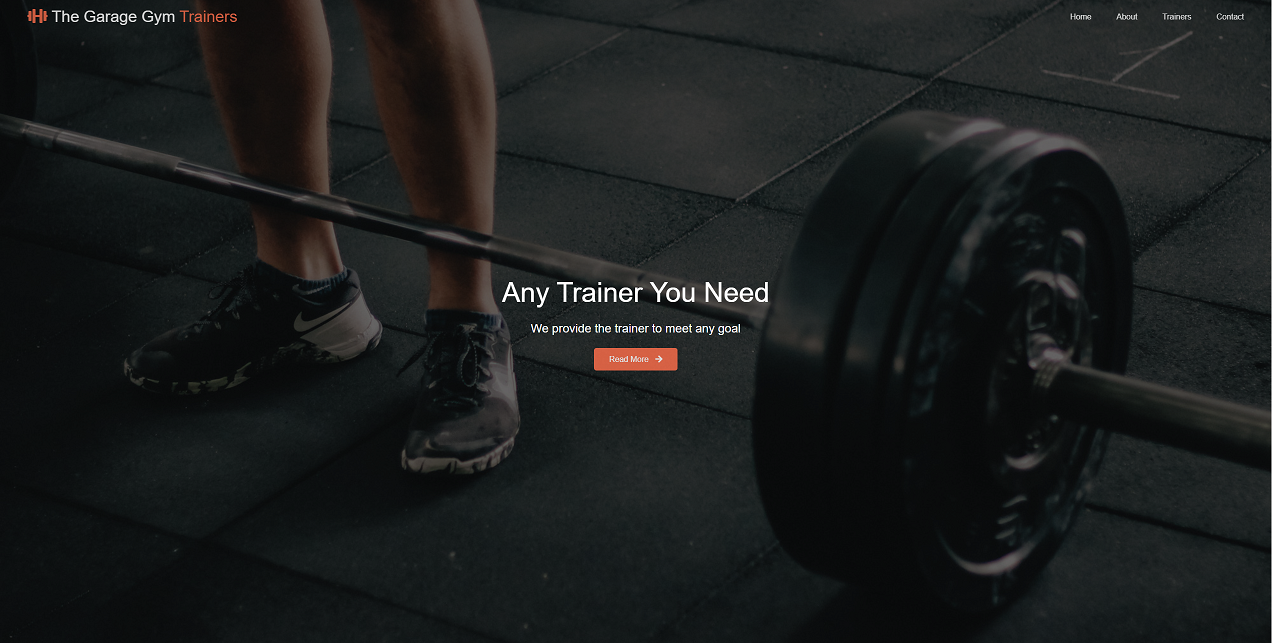 The Garage Gym Trainers
Home About Trainers Contact
Any Trainer You Need
We provide the trainer to meet any goal
Read More